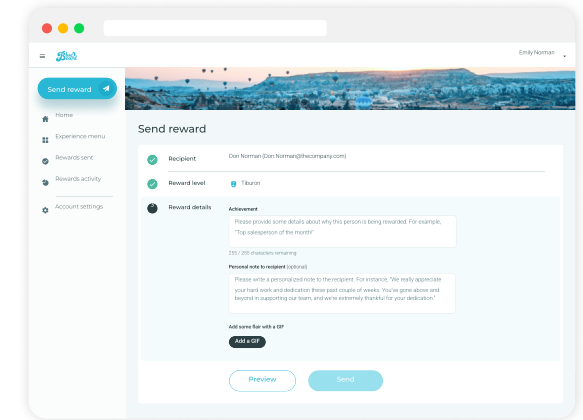 Blueboard
Emily Norman
Send reward
Home
Experience menu
Rewards sent
Rewards activity
Account settings
Send reward
Recipient
Don Norman (Don Norman@thecompany.com)
Reward level
Tiburon
Reward details
Achievement
Please provide some details about why this person is being rewarded. For example.
"Top salesperson of the month!"
255 / 255 characters remaining
Personal note to recipient (optional)
Please write a personalized note to the recipient. For instance, "We really appreciate
your hard work and dedication these past couple of weeks. You've gone above and
beyond in supporting our team, and we're extremely thankful for your dedication."
Add some flair with a GIF
Add a GIF
Preview
Send